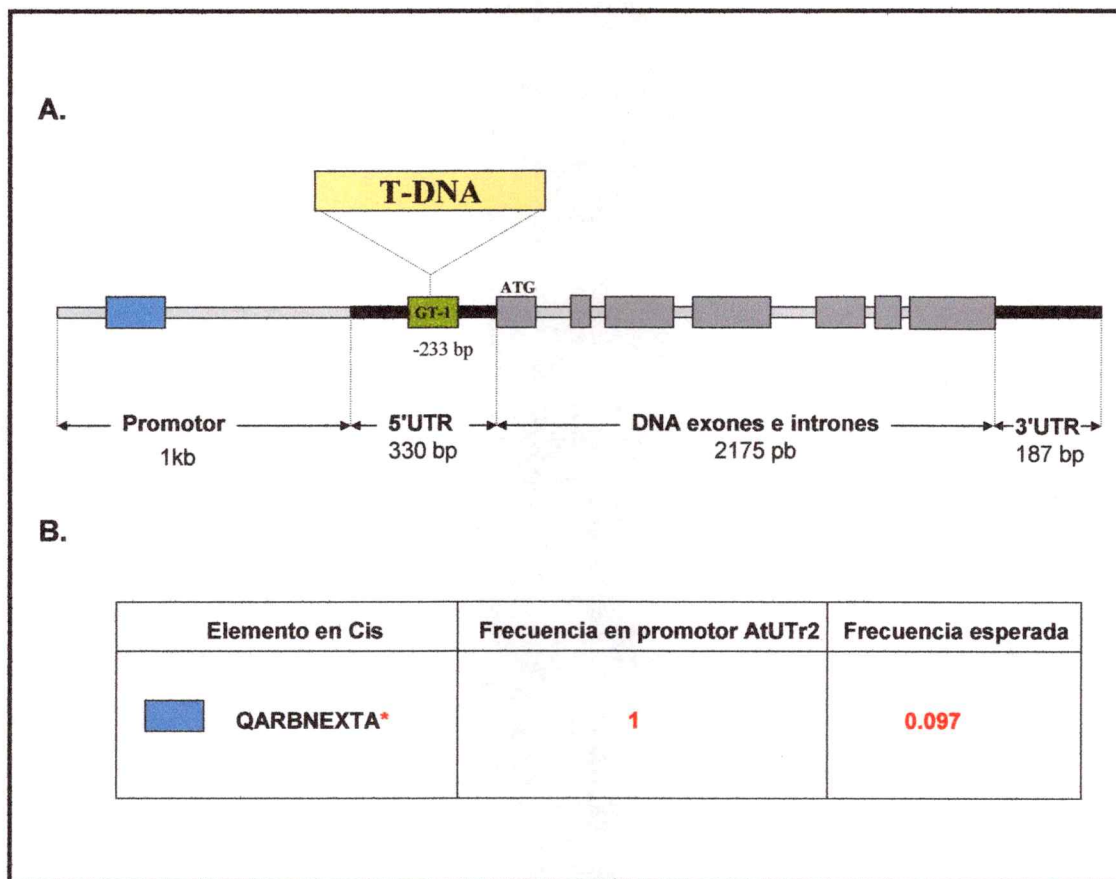 A.
T-DNA
ATG
GT-1
-233 bp
Promotor
1kb
5'UTR
330 bp
DNA exones e intrones
2175 pb
3'UTR
187 bp
B.
Elemento en Cis Frecuencia en promotor AtUTr2 Frecuencia esperada
QARBNEXTA* 1 0.097